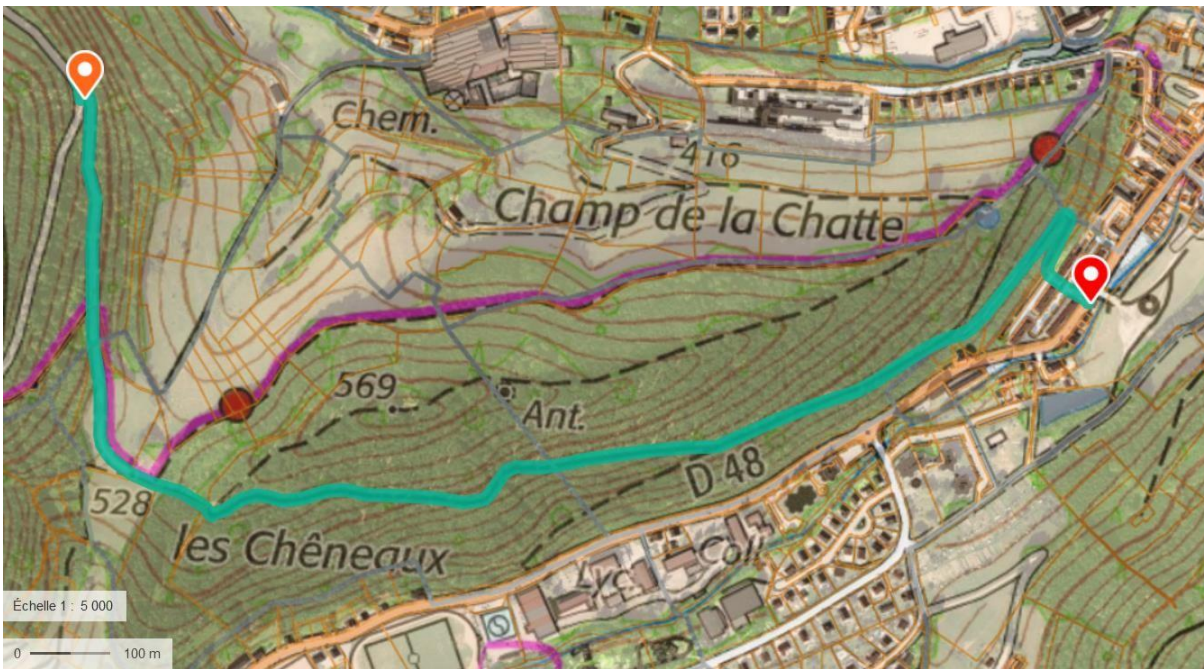 Chem.
416
Champ de la Chatte
569
Ant.
D 48
528
les Chêneaux
Coll.
Lyc.
Échelle 1 : 5 000
0 100 m